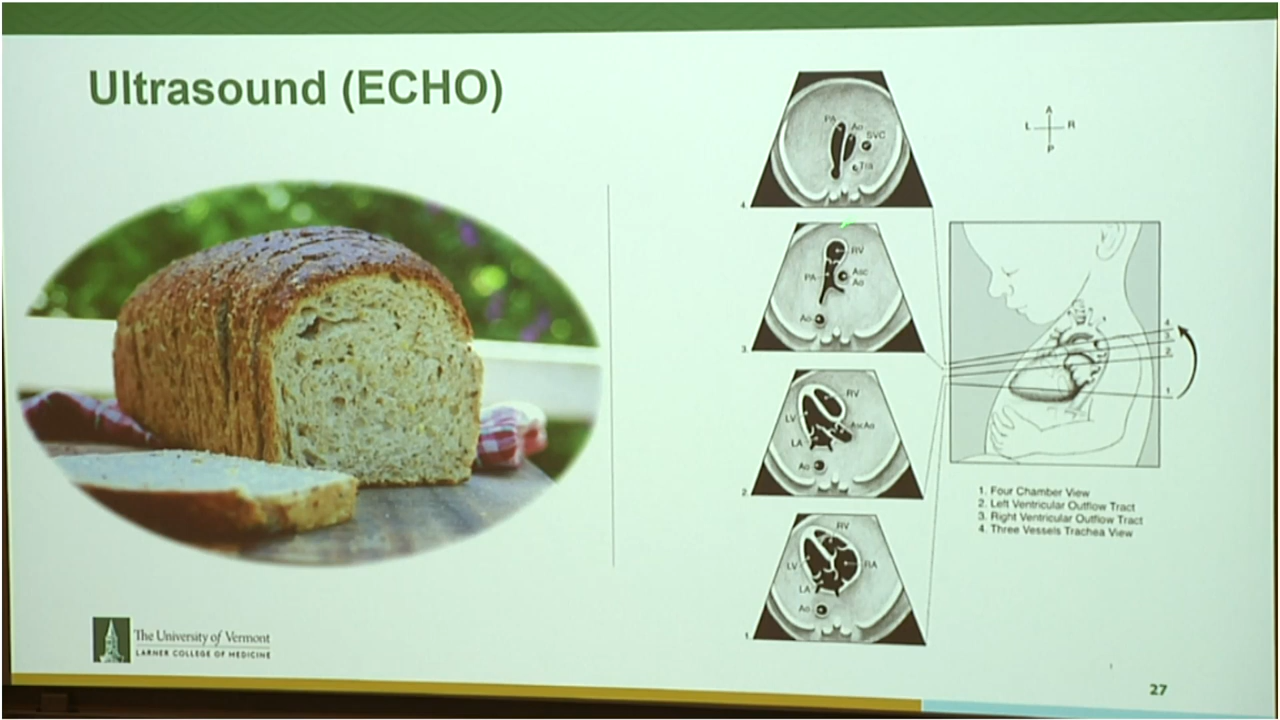 Ultrasound (ECHO)
PA
Ao
SVC
Tra
4.
A
L
R
P
RV
PA
Asc
Ao
Ao
3.
4
3
2
1
RV
LV
AscAo
LA
Ao
2.
1. Four Chamber View
2. Left Ventricular Outflow Tract
3. Right Ventricular Outflow Tract
4. Three Vessels Trachea View
RV
LV
RA
LA
Ao
1.
The University of Vermont
LARNER COLLEGE OF MEDICINE
27